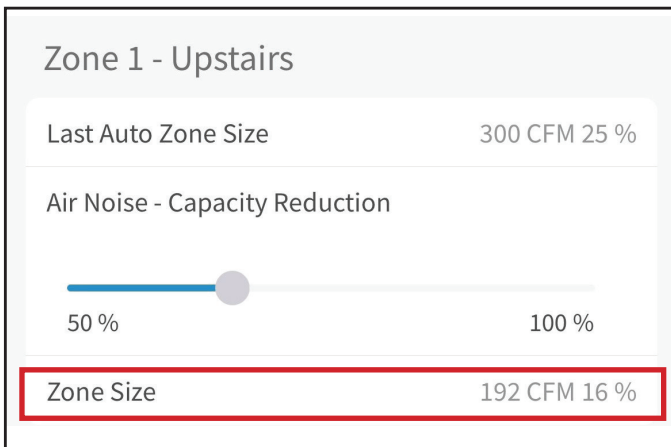 Zone 1 - Upstairs
Last Auto Zone Size 300 CFM 25 %
Air Noise - Capacity Reduction
50 % 100 %
Zone Size 192 CFM 16 %